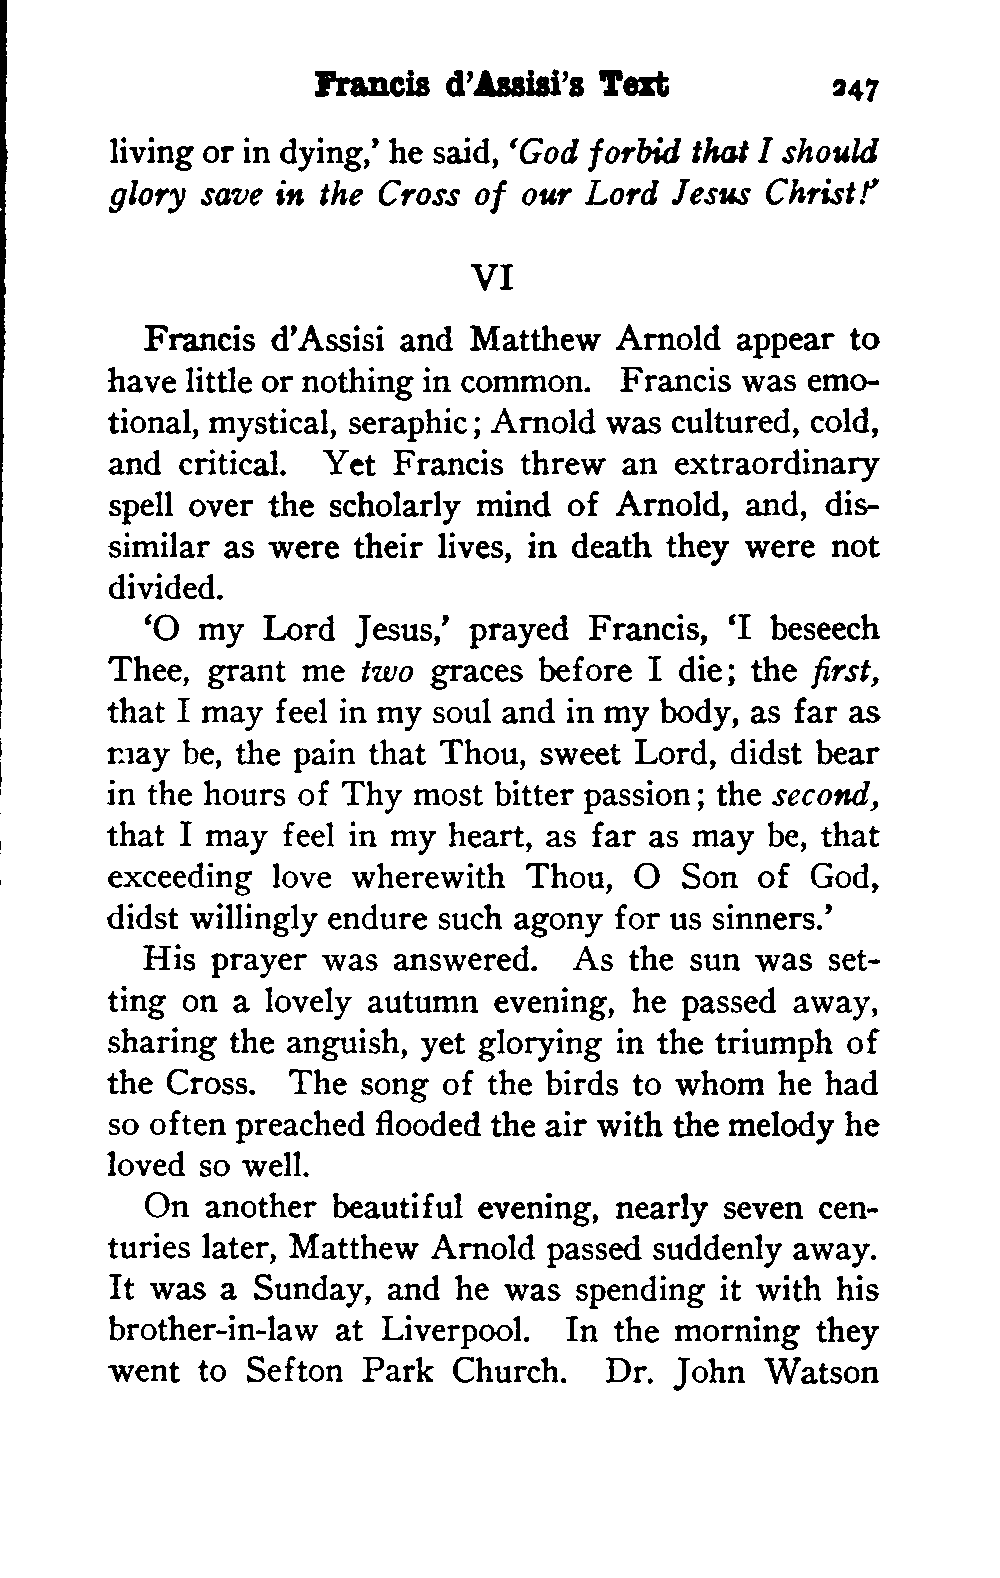 Francis d'Assisi's Text 247
living or in dying,' he said, 'God forbid that I should
glory save in the Cross of our Lord Jesus Christ!'
VI
Francis d'Assisi and Matthew Arnold appear to
have little or nothing in common. Francis was emo-
tional, mystical, seraphic; Arnold was cultured, cold,
and critical. Yet Francis threw an extraordinary
spell over the scholarly mind of Arnold, and, dis-
similar as were their lives, in death they were not
divided.
'O my Lord Jesus,' prayed Francis, 'I beseech
Thee, grant me two graces before I die; the first,
that I may feel in my soul and in my body, as far as
may be, the pain that Thou, sweet Lord, didst bear
in the hours of Thy most bitter passion; the second,
that I may feel in my heart, as far as may be, that
exceeding love wherewith Thou, O Son of God,
didst willingly endure such agony for us sinners.'
His prayer was answered. As the sun was set-
ting on a lovely autumn evening, he passed away,
sharing the anguish, yet glorying in the triumph of
the Cross. The song of the birds to whom he had
so often preached flooded the air with the melody he
loved so well.
On another beautiful evening, nearly seven cen-
turies later, Matthew Arnold passed suddenly away.
It was a Sunday, and he was spending it with his
brother-in-law at Liverpool. In the morning they
went to Sefton Park Church. Dr. John Watson